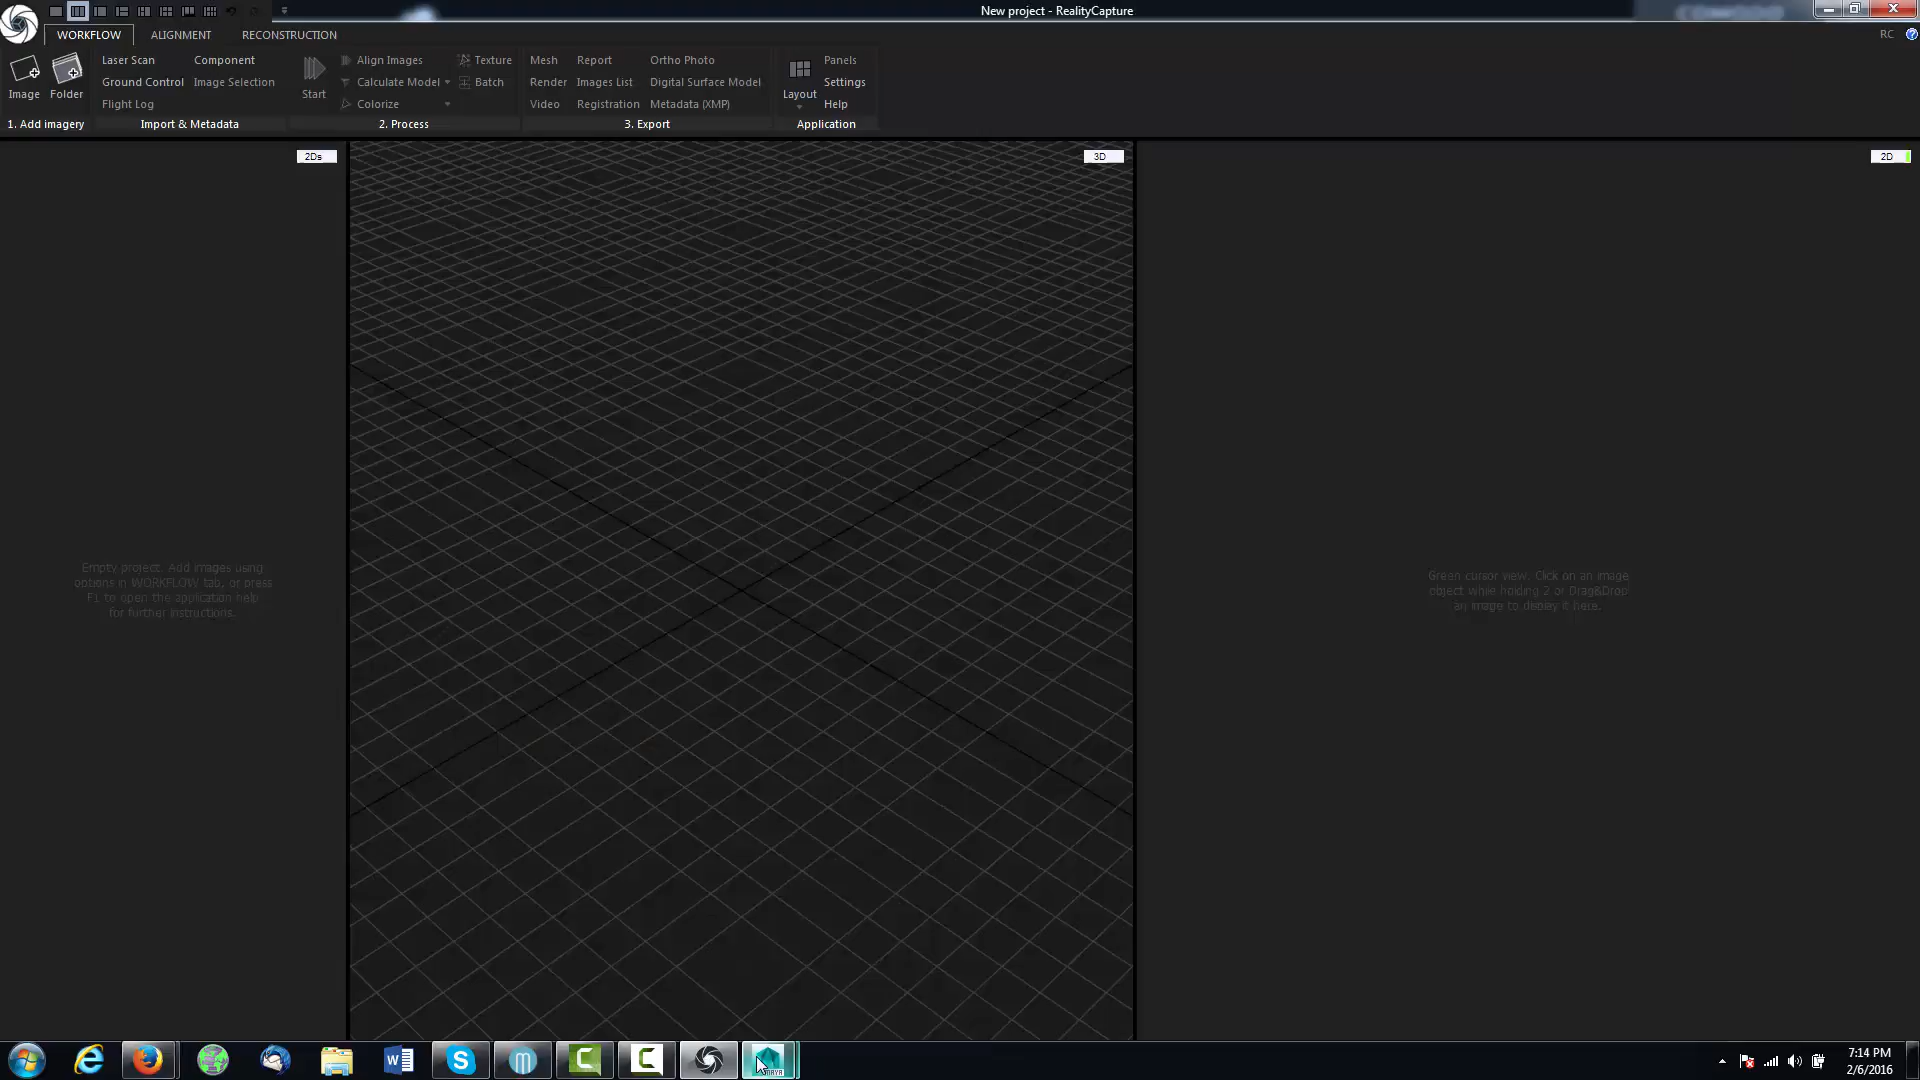 New project - RealityCapture
WORKFLOW
ALIGNMENT
RECONSTRUCTION
RC
Image
Folder
1. Add imagery
Laser Scan
Component
Ground Control
Image Selection
Flight Log
Import & Metadata
Start
Align Images
Texture
Calculate Model
Batch
Colorize
2. Process
Mesh
Report
Ortho Photo
Render
Images List
Digital Surface Model
Video
Registration
Metadata (XMP)
3. Export
Layout
Panels
Settings
Help
Application
2Ds
3D
2D
Empty project. Add images using
options in WORKFLOW tab, or press
F1 to open the application help
for further instructions.
Green cursor view. Click on an image
object while holding 2 or Drag&Drop
an image to display it here.
MAYA
7:14 PM
2/6/2016